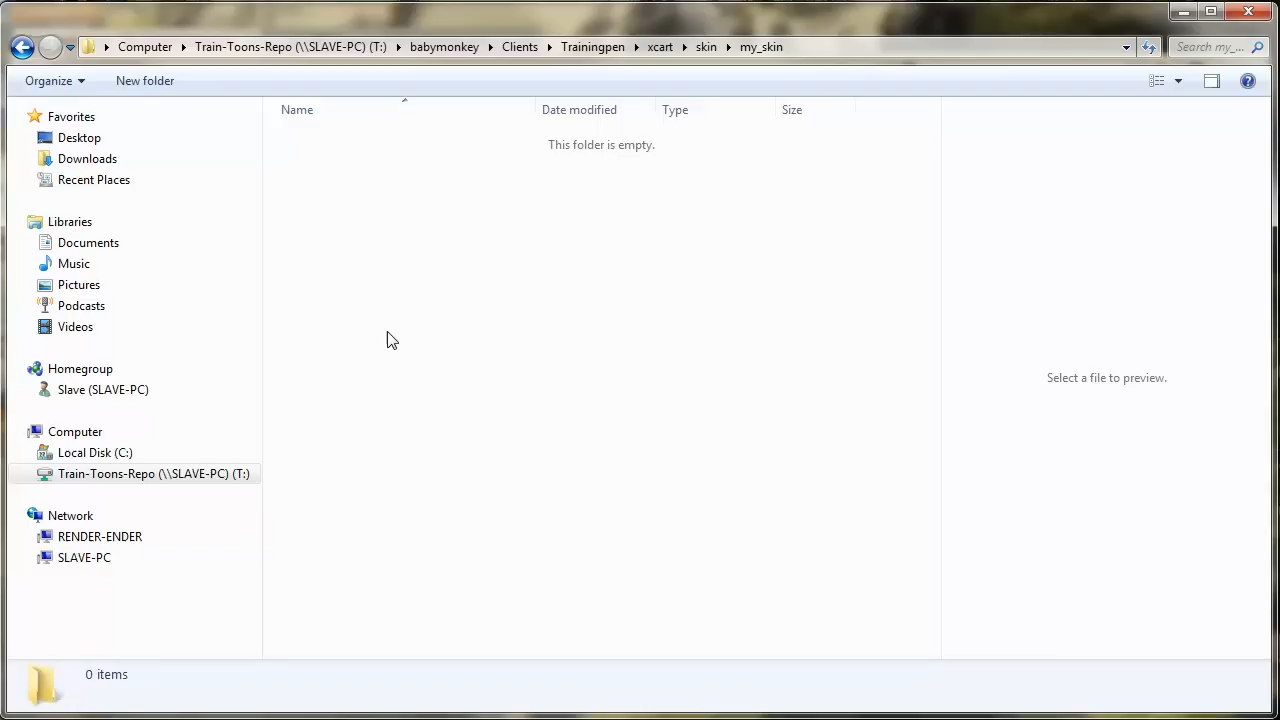 Computer Train-Toons-Repo (\\SLAVE-PC) (T:) babymonkey Clients Trainingpen xcart skin my_skin Search my_...
Organize New folder
Name Date modified Type Size
This folder is empty.
Favorites
Desktop
Downloads
Recent Places
Libraries
Documents
Music
Pictures
Podcasts
Videos
Homegroup
Slave (SLAVE-PC)
Computer
Local Disk (C:)
Train-Toons-Repo (\\SLAVE-PC) (T:)
Network
RENDER-ENDER
SLAVE-PC
Select a file to preview.
0 items